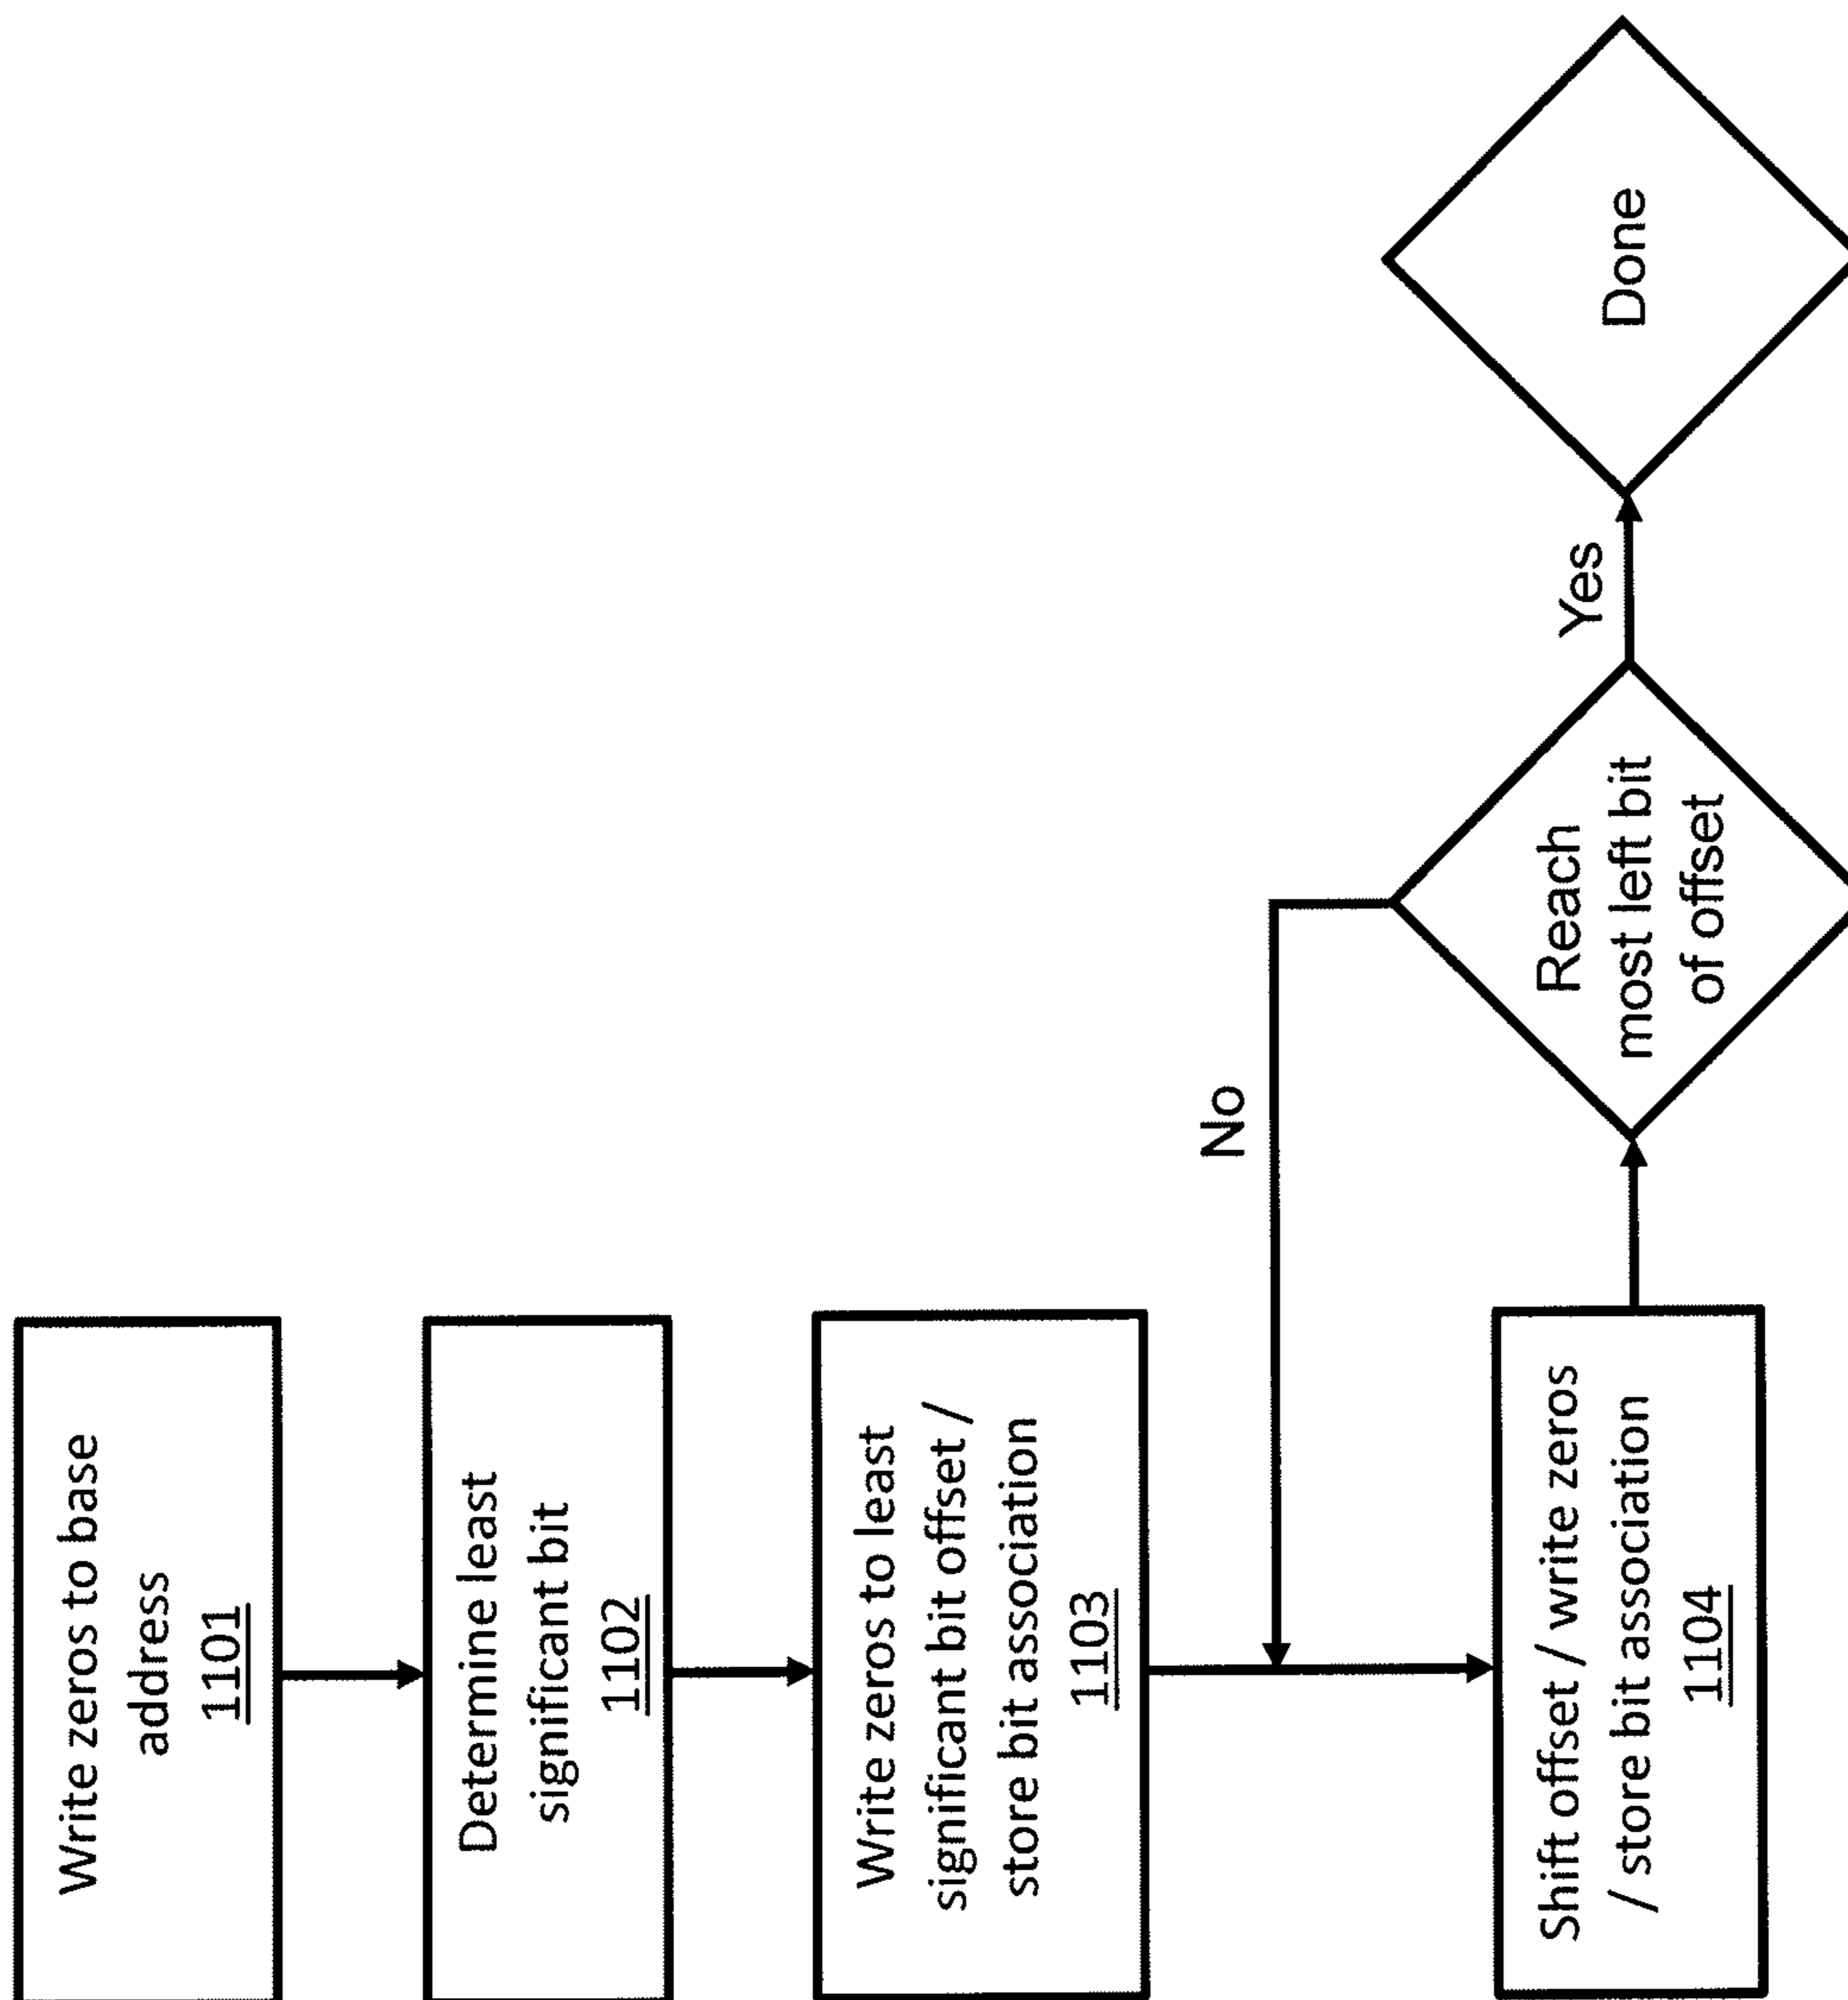 Write zeros to base
address
1101
Determine least
significant bit
1102
Write zeros to least
significant bit offset /
store bit association
1103
No
Shift offset / write zeros
/ store bit association
1104
Reach
most left bit
of offset
Yes
Done